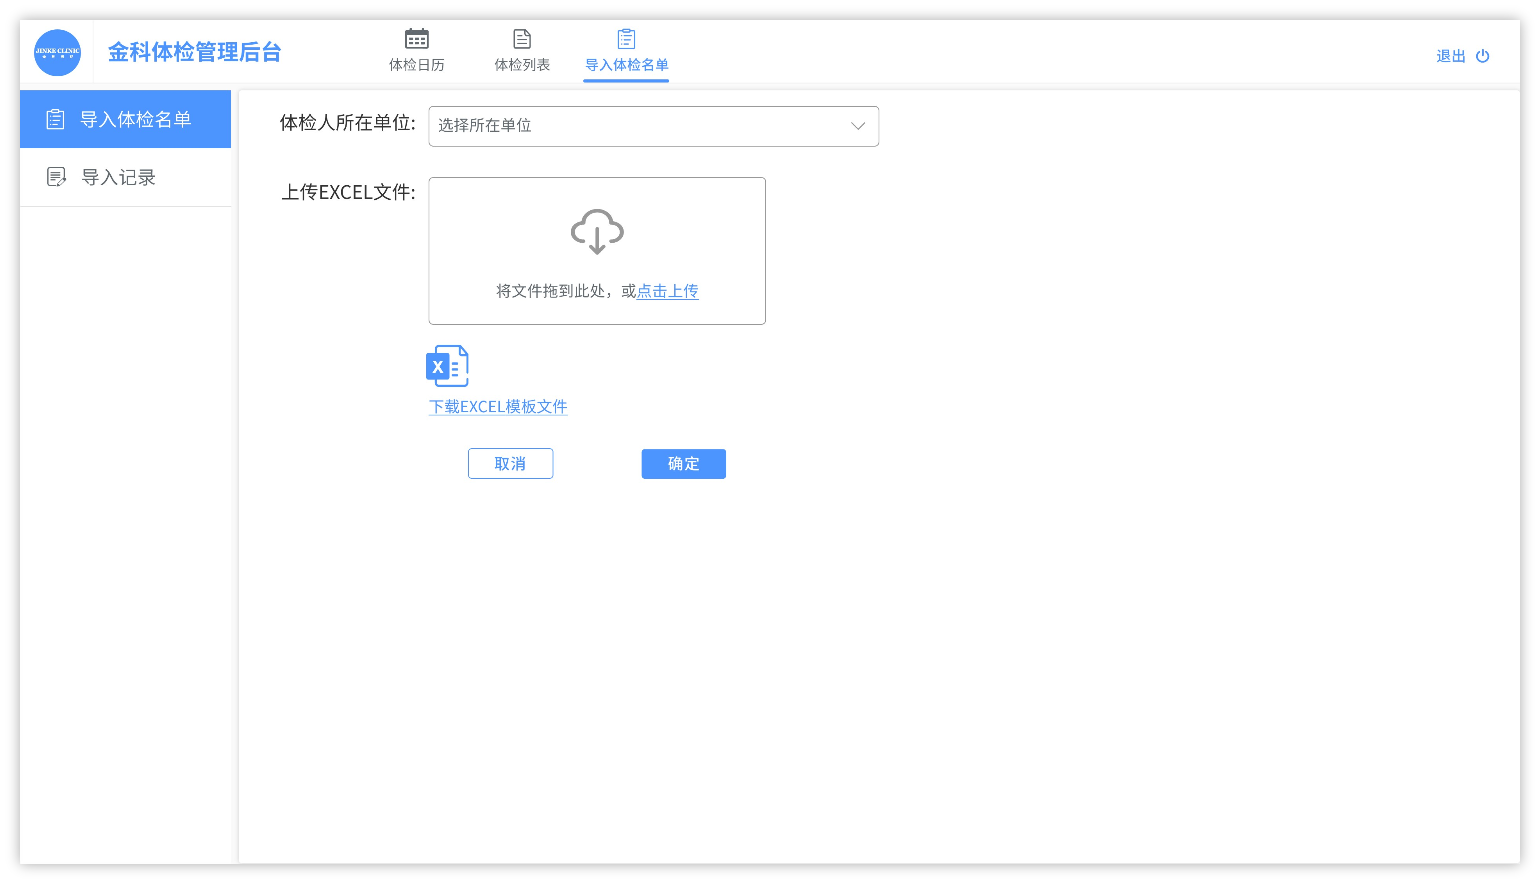 JINKE CLINIC
金科体检管理后台
体检日历
体检列表
导入体检名单
退出
导入体检名单
导入记录
体检人所在单位:
选择所在单位
上传EXCEL文件:
将文件拖到此处，或点击上传
X
下载EXCEL模板文件
取消
确定